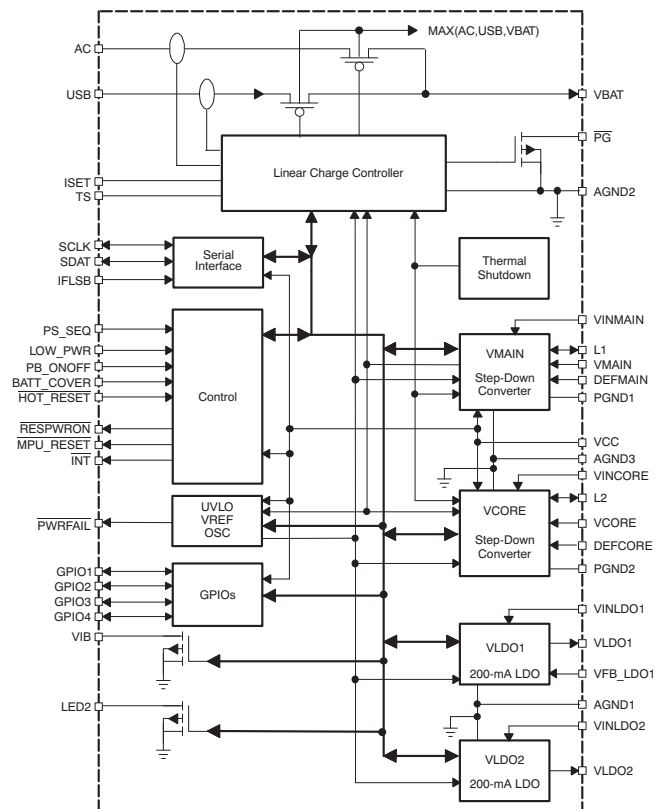 MAX(AC,USB,VBAT)
AC
USB
VBAT
PG
Linear Charge Controller
ISET
TS
AGND2
SCLK
SDAT
IFLSB
Serial
Interface
Thermal
Shutdown
PS_SEQ
LOW_PWR
PB_ONOFF
BATT_COVER
HOT_RESET
RESPWRON
MPU_RESET
INT
Control
VINMAIN
L1
VMAIN
DEFMAIN
PGND1
VMAIN
Step-Down
Converter
VCC
AGND3
VINCORE
L2
VCORE
DEFCORE
PGND2
VCORE
Step-Down
Converter
PWRFAIL
UVLO
VREF
OSC
GPIO1
GPIO2
GPIO3
GPIO4
GPIOs
VIB
LED2
VINLDO1
VLDO1
VFB_LDO1
VLDO1
200-mA LDO
AGND1
VINLDO2
VLDO2
VLDO2
200-mA LDO